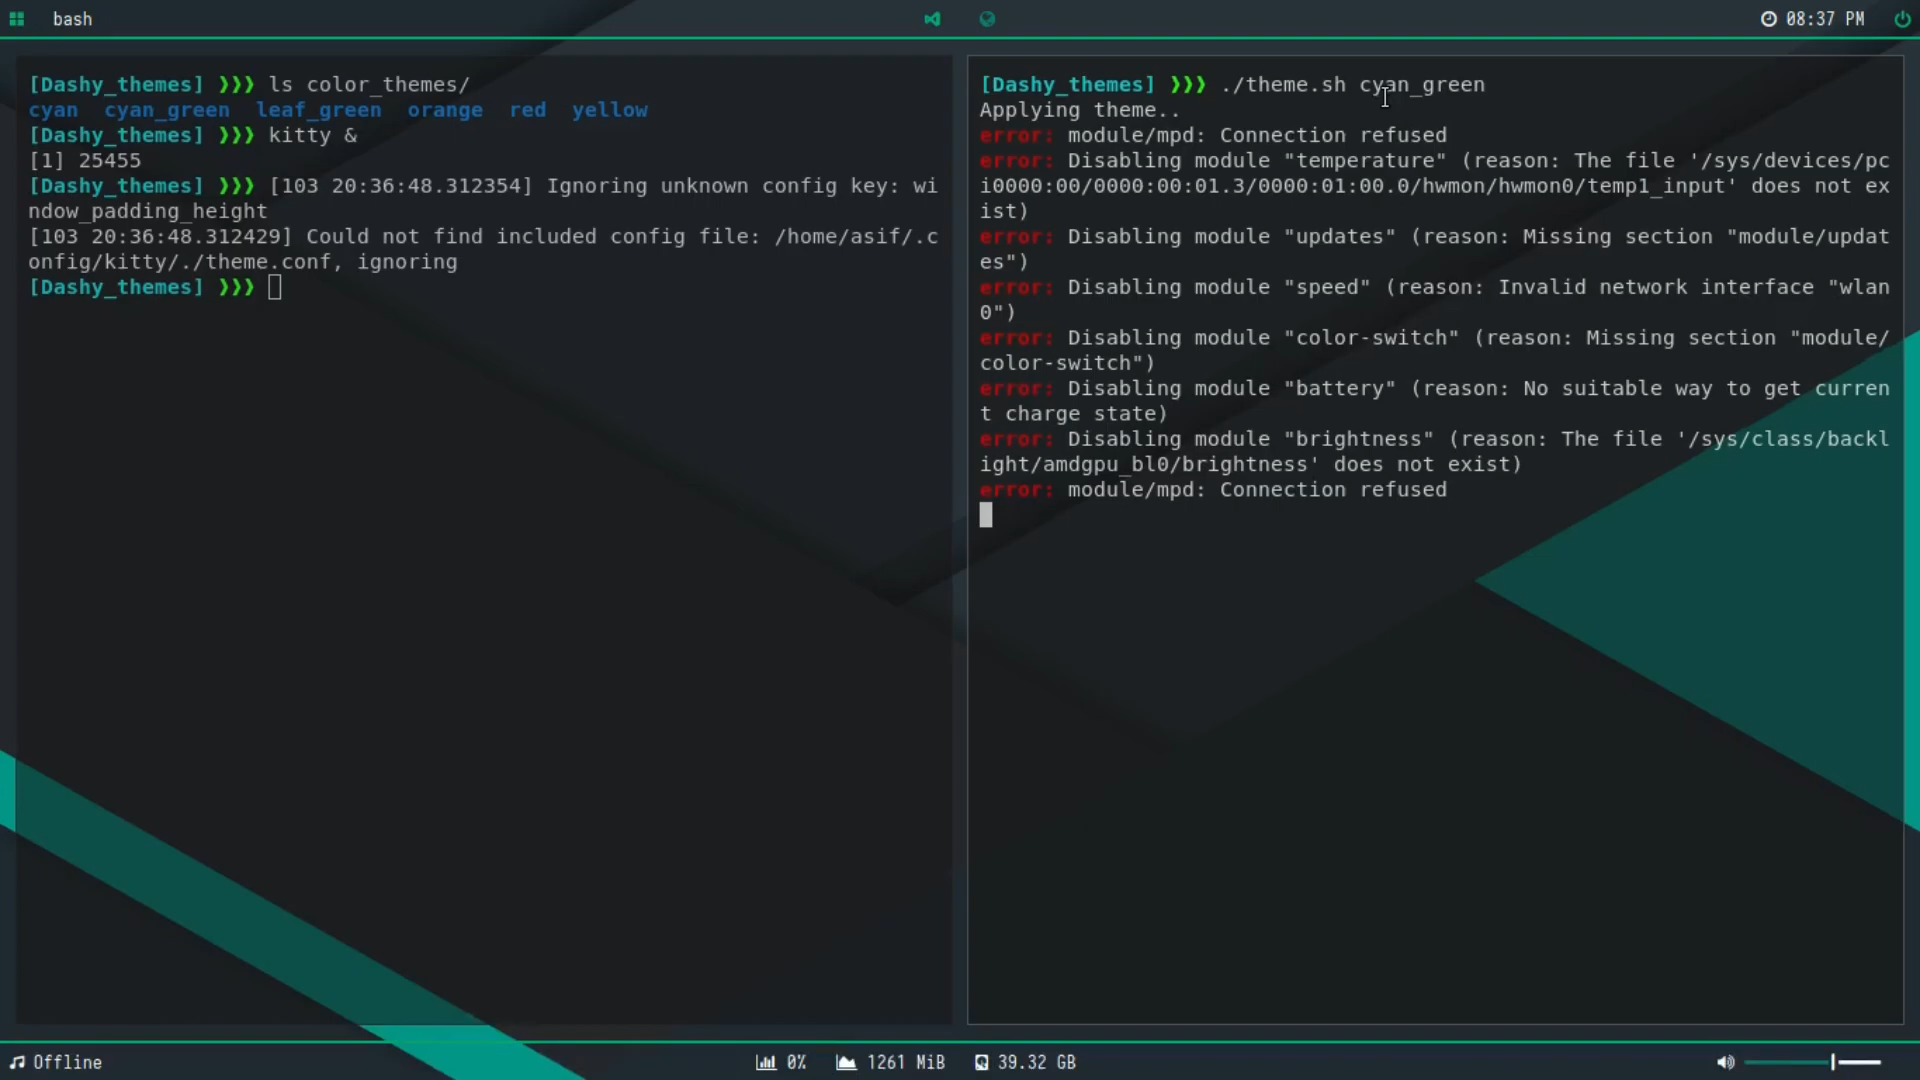 bash
08:37 PM
[Dashy_themes] ❯❯❯ ls color_themes/
cyan cyan_green leaf_green orange red yellow
[Dashy_themes] ❯❯❯ kitty &
[1] 25455
[Dashy_themes] ❯❯❯ [103 20:36:48.312354] Ignoring unknown config key: wi
ndow_padding_height
[103 20:36:48.312429] Could not find included config file: /home/asif/.c
onfig/kitty/./theme.conf, ignoring
[Dashy_themes] ❯❯❯
[Dashy_themes] ❯❯❯ ./theme.sh cyan_green
Applying theme..
error: module/mpd: Connection refused
error: Disabling module "temperature" (reason: The file '/sys/devices/pc
i0000:00/0000:00:01.3/0000:01:00.0/hwmon/hwmon0/temp1_input' does not ex
ist)
error: Disabling module "updates" (reason: Missing section "module/updat
es")
error: Disabling module "speed" (reason: Invalid network interface "wlan
0")
error: Disabling module "color-switch" (reason: Missing section "module/
color-switch")
error: Disabling module "battery" (reason: No suitable way to get curren
t charge state)
error: Disabling module "brightness" (reason: The file '/sys/class/backl
ight/amdgpu_bl0/brightness' does not exist)
error: module/mpd: Connection refused
Offline
0%
1261 MiB
39.32 GB